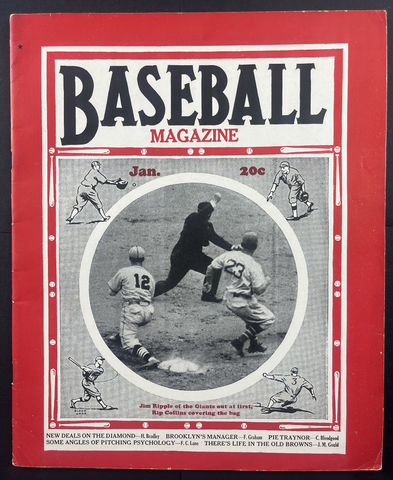 BASEBALL
MAGAZINE
Jan. 20c
12
23
3
Jim Ripple of the Giants out at first;
Rip Collins covering the bag
NEW DEALS ON THE DIAMOND—H. Bradley BROOKLYN'S MANAGER—F. Graham PIE TRAYNOR—C. Bloodgood
SOME ANGLES OF PITCHING PSYCHOLOGY—F. C. Lane THERE'S LIFE IN THE OLD BROWNS—J. M. Gould